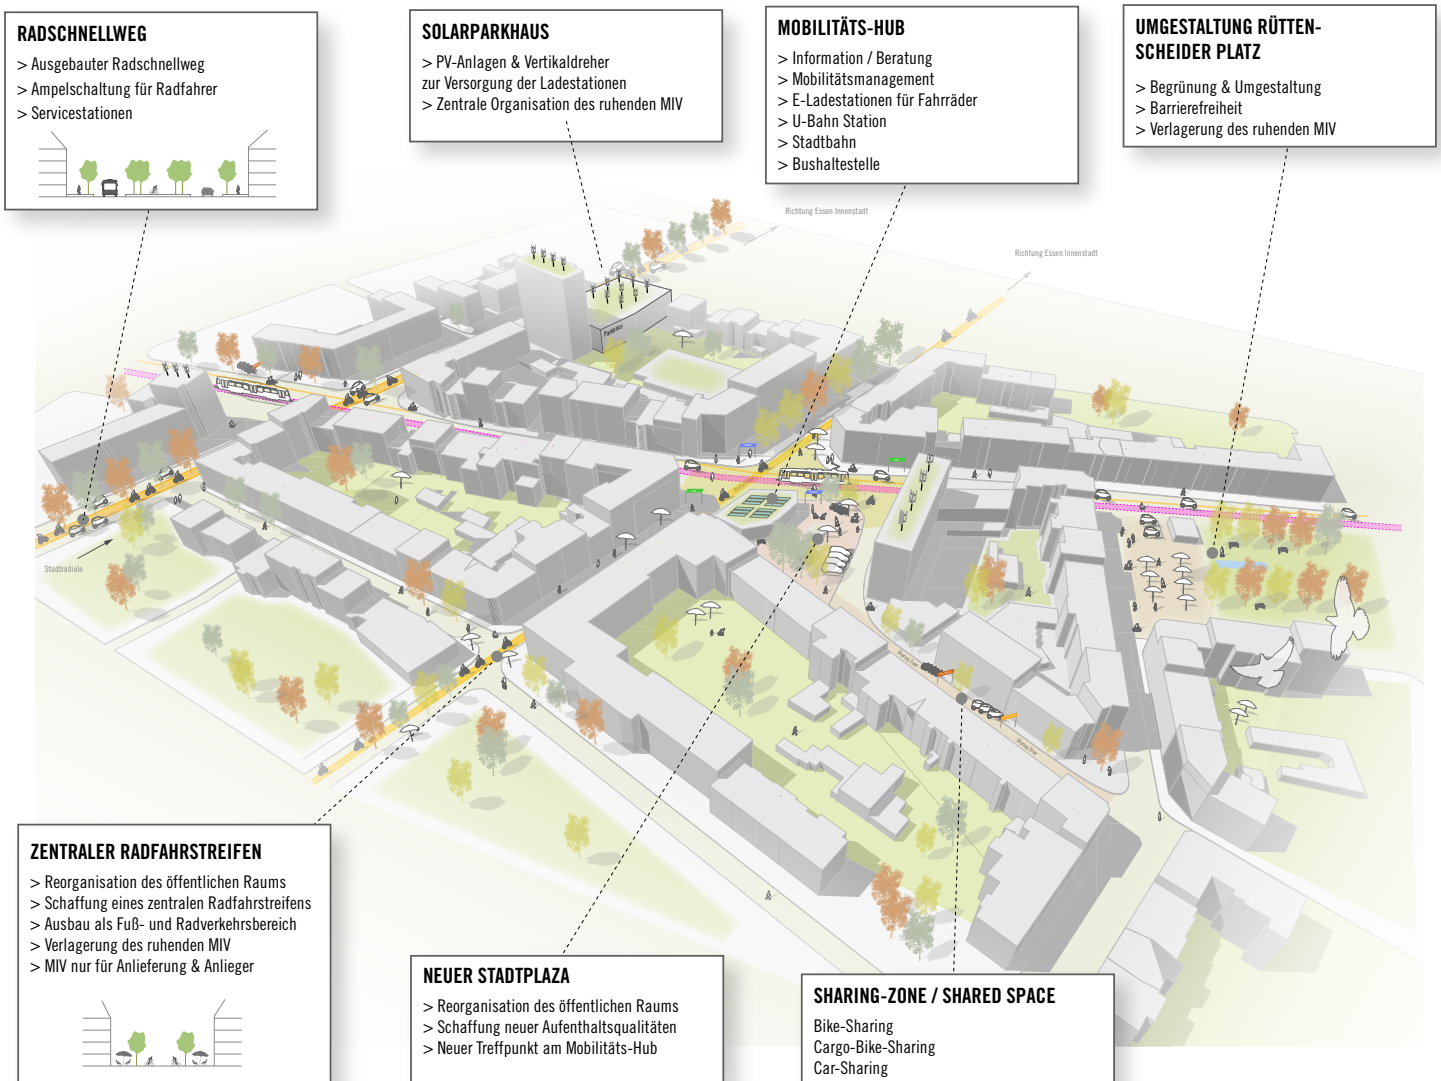 RADSCHNELLWEG
> Ausgebauter Radschnellweg
> Ampelschaltung für Radfahrer
> Servicestationen
SOLARPARKHAUS
> PV-Anlagen & Vertikaldreher
zur Versorgung der Ladestationen
> Zentrale Organisation des ruhenden MIV
MOBILITÄTS-HUB
> Information / Beratung
> Mobilitätsmanagement
> E-Ladestationen für Fahrräder
> U-Bahn Station
> Stadtbahn
> Bushaltestelle
UMGESTALTUNG RÜTTEN-
SCHEIDER PLATZ
> Begrünung & Umgestaltung
> Barrierefreiheit
> Verlagerung des ruhenden MIV
Richtung Essen Innenstadt
Richtung Essen Innenstadt
Parkhaus
Stadtradiale
Sharing Zone
Sharing Zone
ZENTRALER RADFAHRSTREIFEN
> Reorganisation des öffentlichen Raums
> Schaffung eines zentralen Radfahrstreifens
> Ausbau als Fuß- und Radverkehrsbereich
> Verlagerung des ruhenden MIV
> MIV nur für Anlieferung & Anlieger
NEUER STADTPLAZA
> Reorganisation des öffentlichen Raums
> Schaffung neuer Aufenthaltsqualitäten
> Neuer Treffpunkt am Mobilitäts-Hub
SHARING-ZONE / SHARED SPACE
Bike-Sharing
Cargo-Bike-Sharing
Car-Sharing